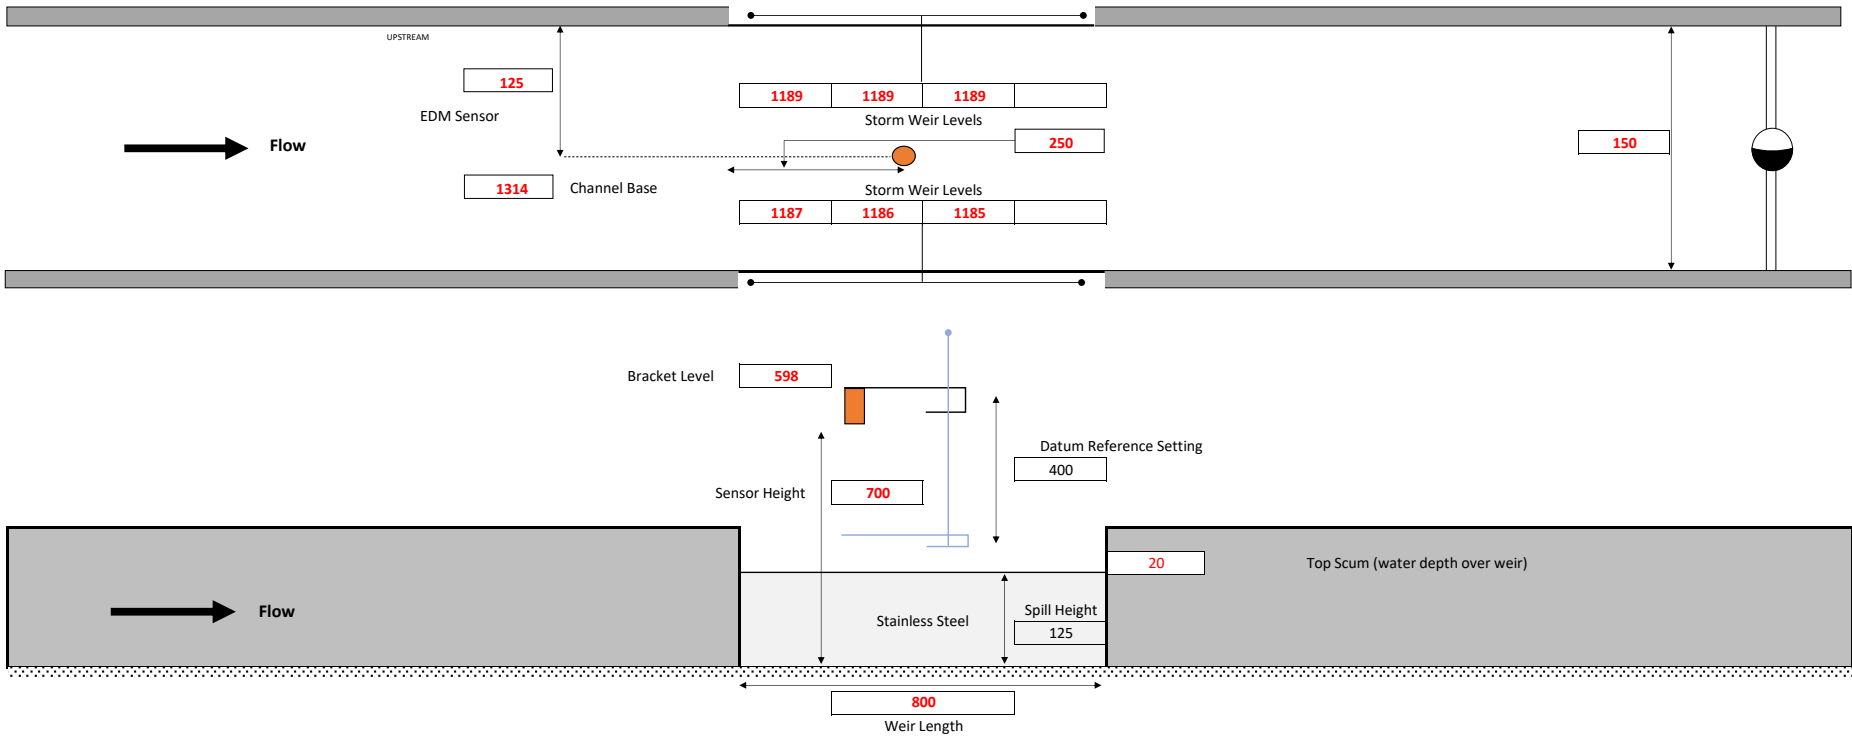 UPSTREAM
125
1189 1189 1189
EDM Sensor
Storm Weir Levels
Flow
250
150
1314
Channel Base
Storm Weir Levels
1187 1186 1185
Bracket Level
598
Datum Reference Setting
400
Sensor Height
700
20
Top Scum (water depth over weir)
Flow
Stainless Steel
Spill Height
125
800
Weir Length